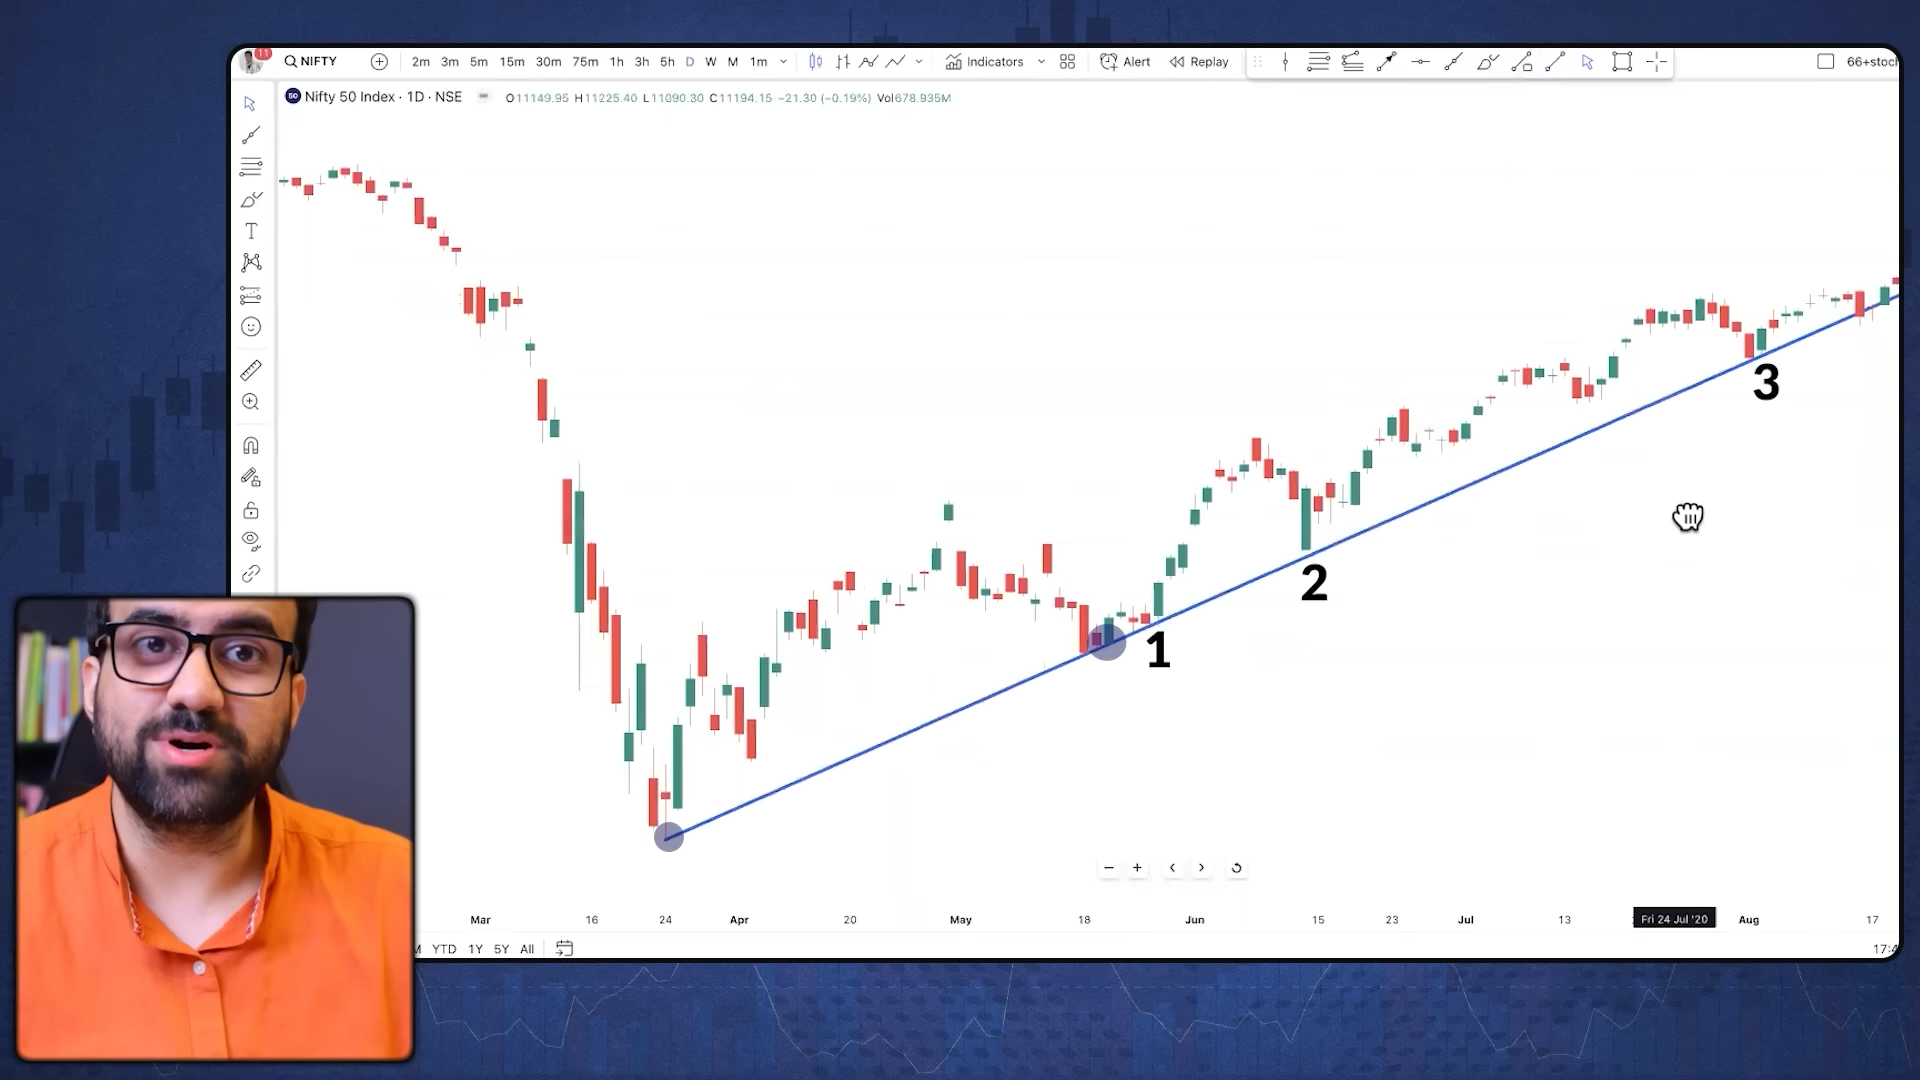 11
NIFTY 2m 3m 5m 15m 30m 75m 1h 3h 5h D W M 1m Indicators Alert Replay
Nifty 50 Index · 1D · NSE O11149.95 H11225.40 L11090.30 C11194.15 −21.30 (−0.19%) Vol678.935M
T
3
2
1
Mar 16 24 Apr 20 May 18 Jun 15 23 Jul 13 Fri 24 Jul '20 Aug 17
YTD 1Y 5Y All